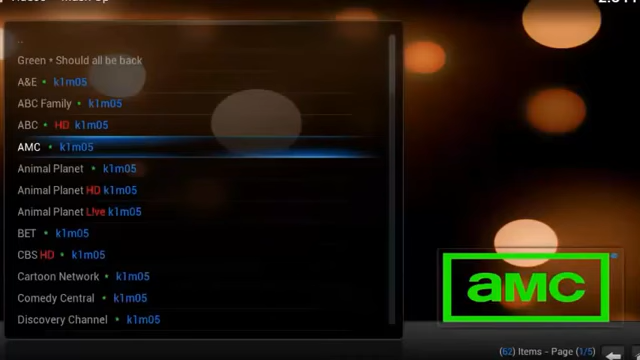 ..
Green • Should all be back
A&E • k1m05
ABC Family • k1m05
ABC • HD k1m05
AMC • k1m05
Animal Planet • k1m05
Animal Planet HD k1m05
Animal Planet L!ve k1m05
BET • k1m05
CBS HD • k1m05
Cartoon Network • k1m05
Comedy Central • k1m05
Discovery Channel • k1m05
aMC
(62) Items - Page (1/5)